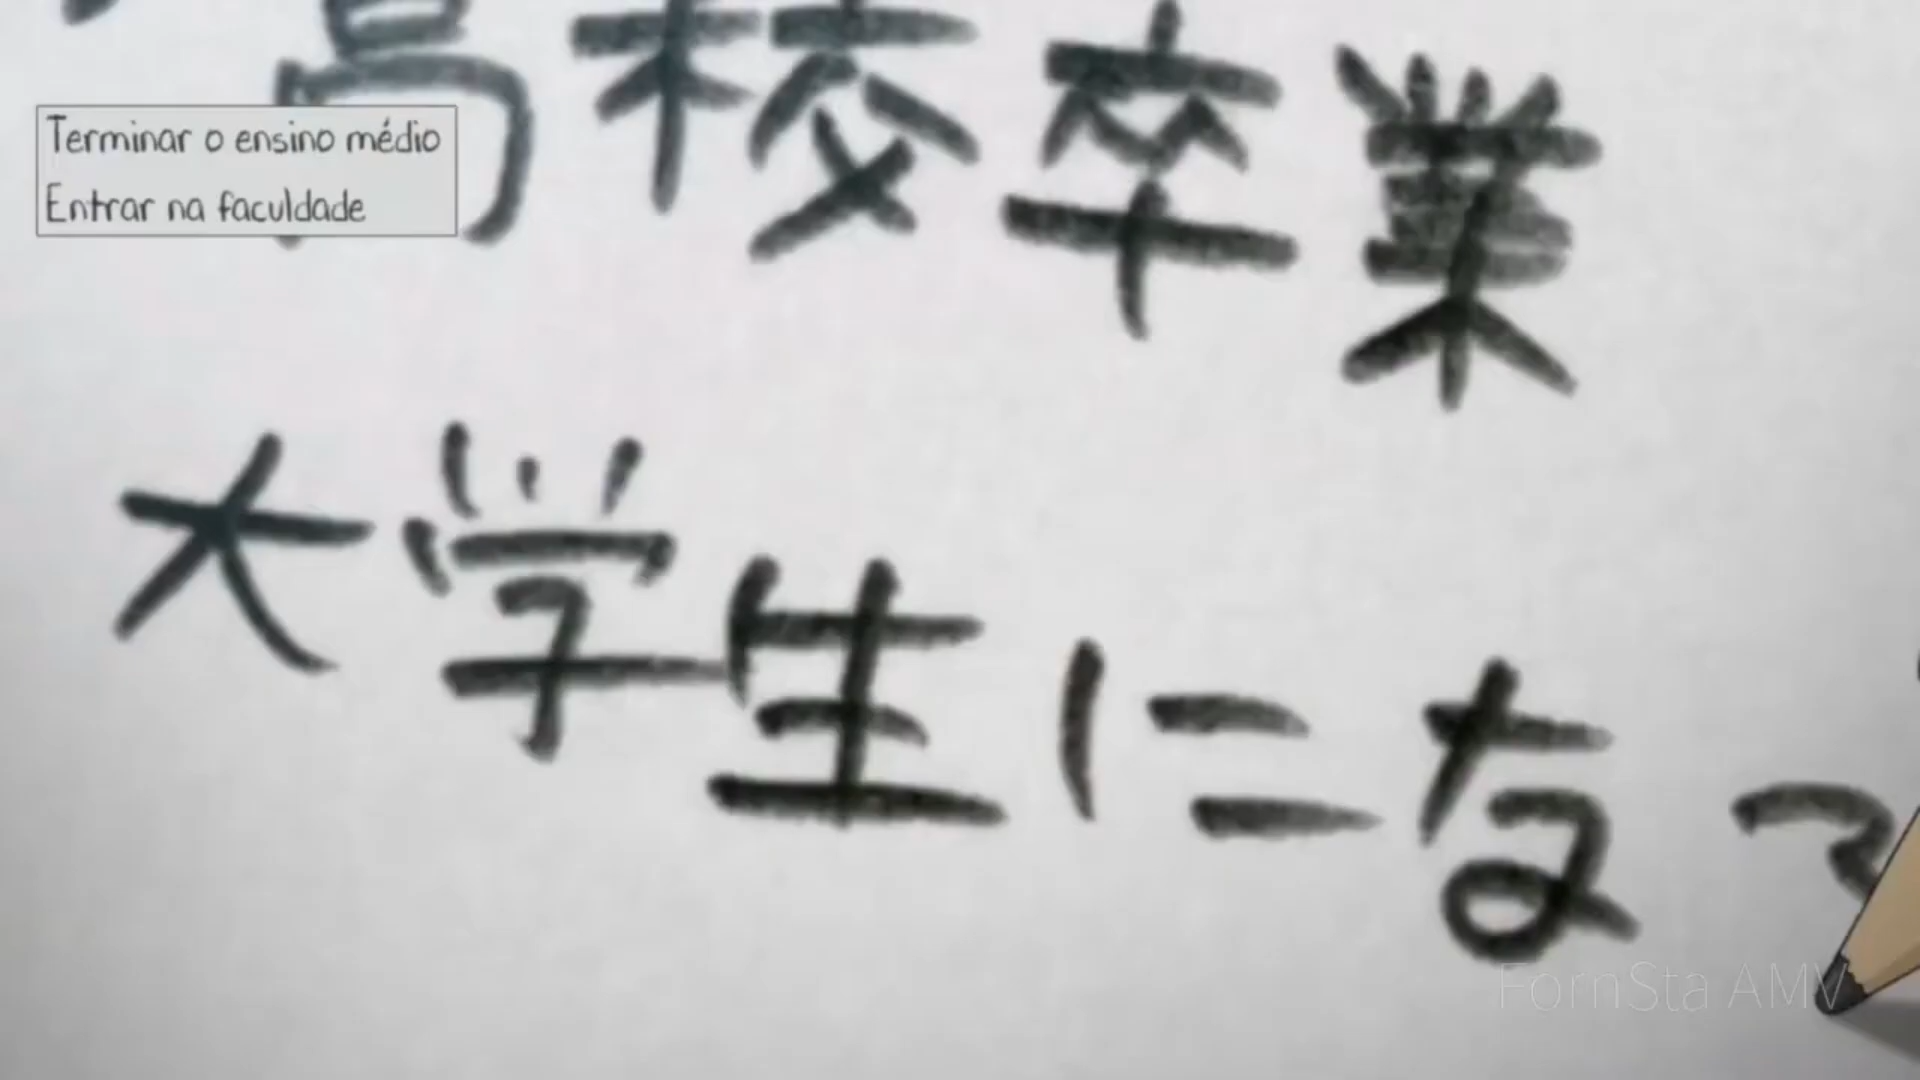 高校卒業
Terminar o ensino médio
Entrar na faculdade
大学生にな
FornSta AMV